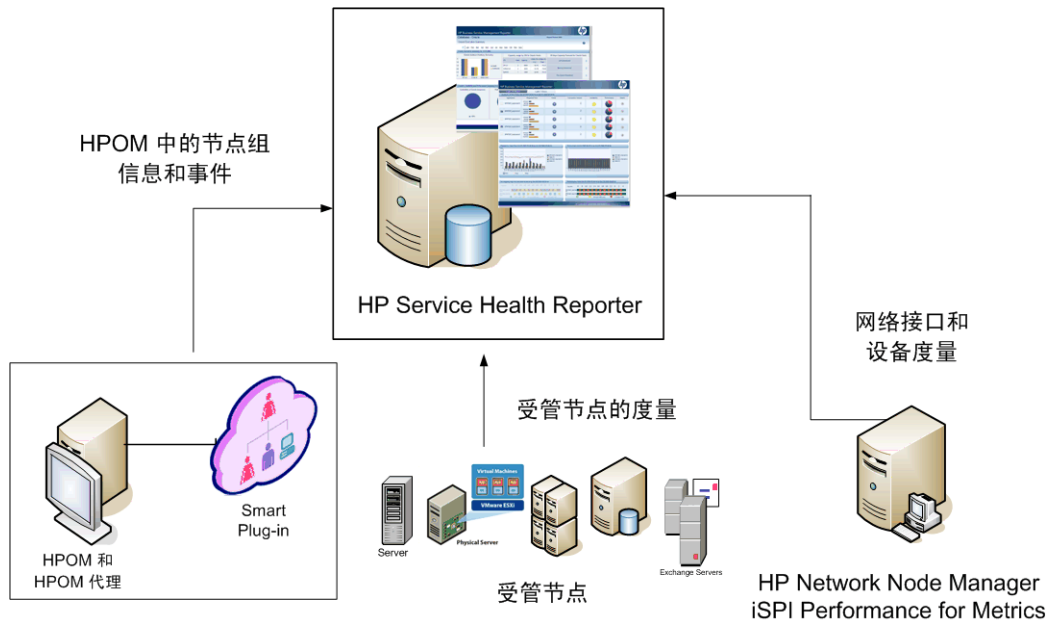 HPOM 中的节点组
信息和事件
HP Service Health Reporter
网络接口和
设备度量
受管节点的度量
Smart
Plug-in
HPOM 和
HPOM 代理
Virtual Machines
VMware ESXi
Physical Server
Server
Exchange Servers
受管节点
HP Network Node Manager
iSPI Performance for Metrics